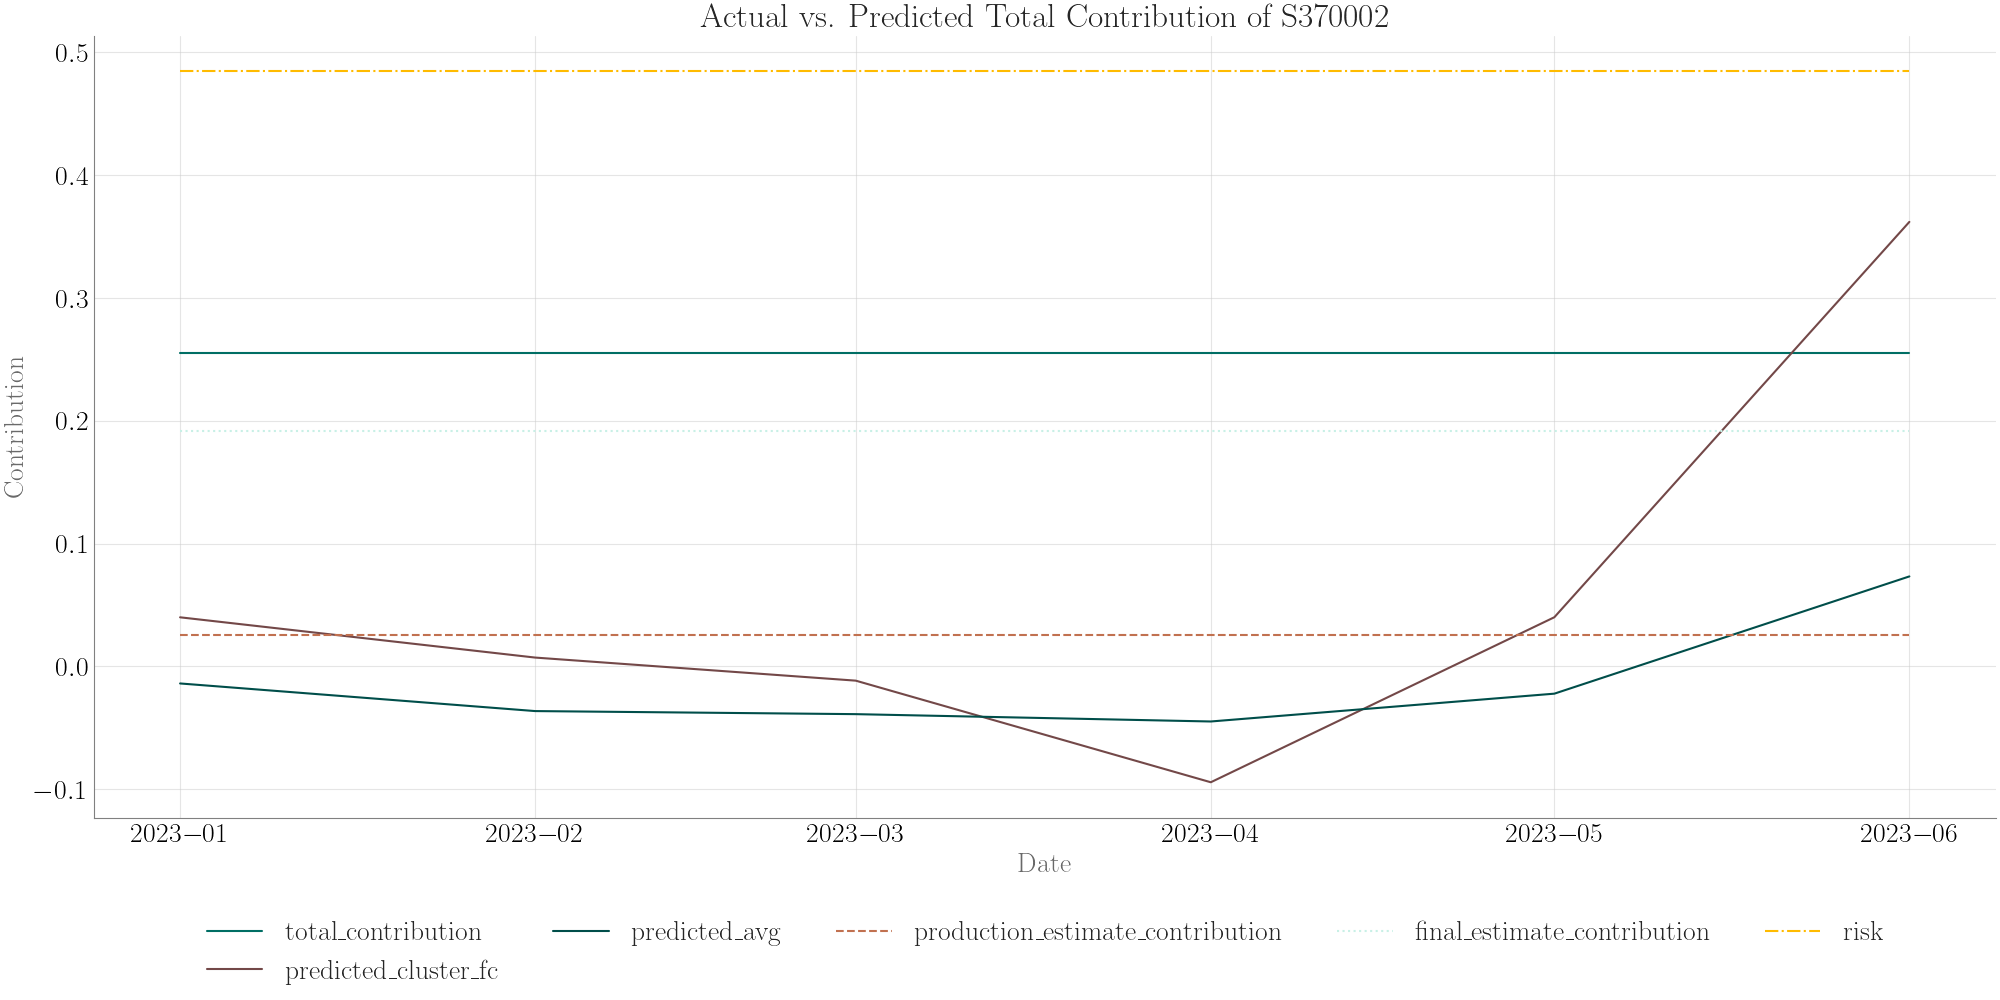 Actual vs. Predicted Total Contribution of S370002
0.5
0.4
0.3
0.2
0.1
0.0
−0.1
Contribution
2023−01 2023−02 2023−03 2023−04 2023−05 2023−06
Date
total_contribution predicted_avg production_estimate_contribution final_estimate_contribution risk
predicted_cluster_fc